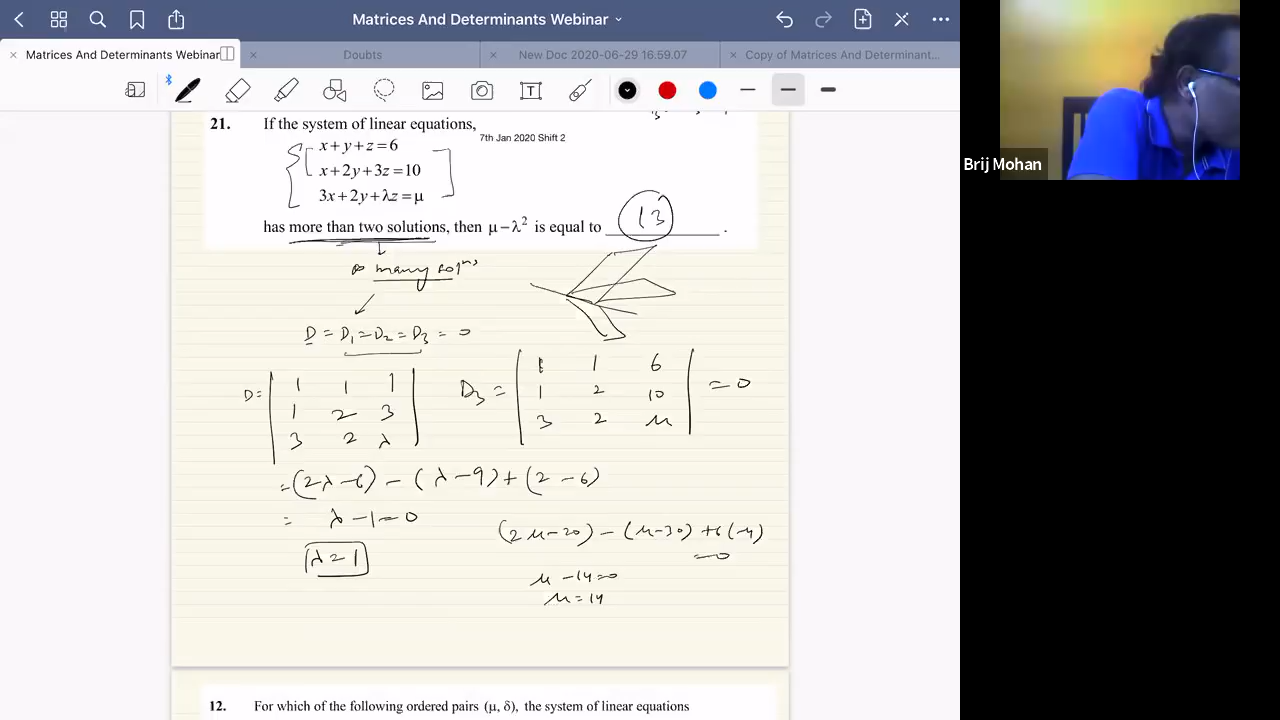 Matrices And Determinants Webinar
Matrices And Determinants Webinar
Doubts
New Doc 2020-06-29 16.59.07
Copy of Matrices And Determinant...
T
Brij Mohan
21. If the system of linear equations,
7th Jan 2020 Shift 2
x+y+z=6
x+2y+3z=10
3x+2y+λz=μ
has more than two solutions, then μ−λ² is equal to 13 .
∞ many solⁿˢ
D = D₁ = D₂ = D₃ = 0
D = | 1 1 1
1 2 3
3 2 λ |
D₃ = | 1 1 6
1 2 10
3 2 μ | = 0
= (2λ−6) − (λ−9) + (2−6)
= λ−1=0
λ=1
(2μ−20) − (μ−30) +6(−4)
=0
μ−14=0
μ=14
12. For which of the following ordered pairs (μ, δ), the system of linear equations